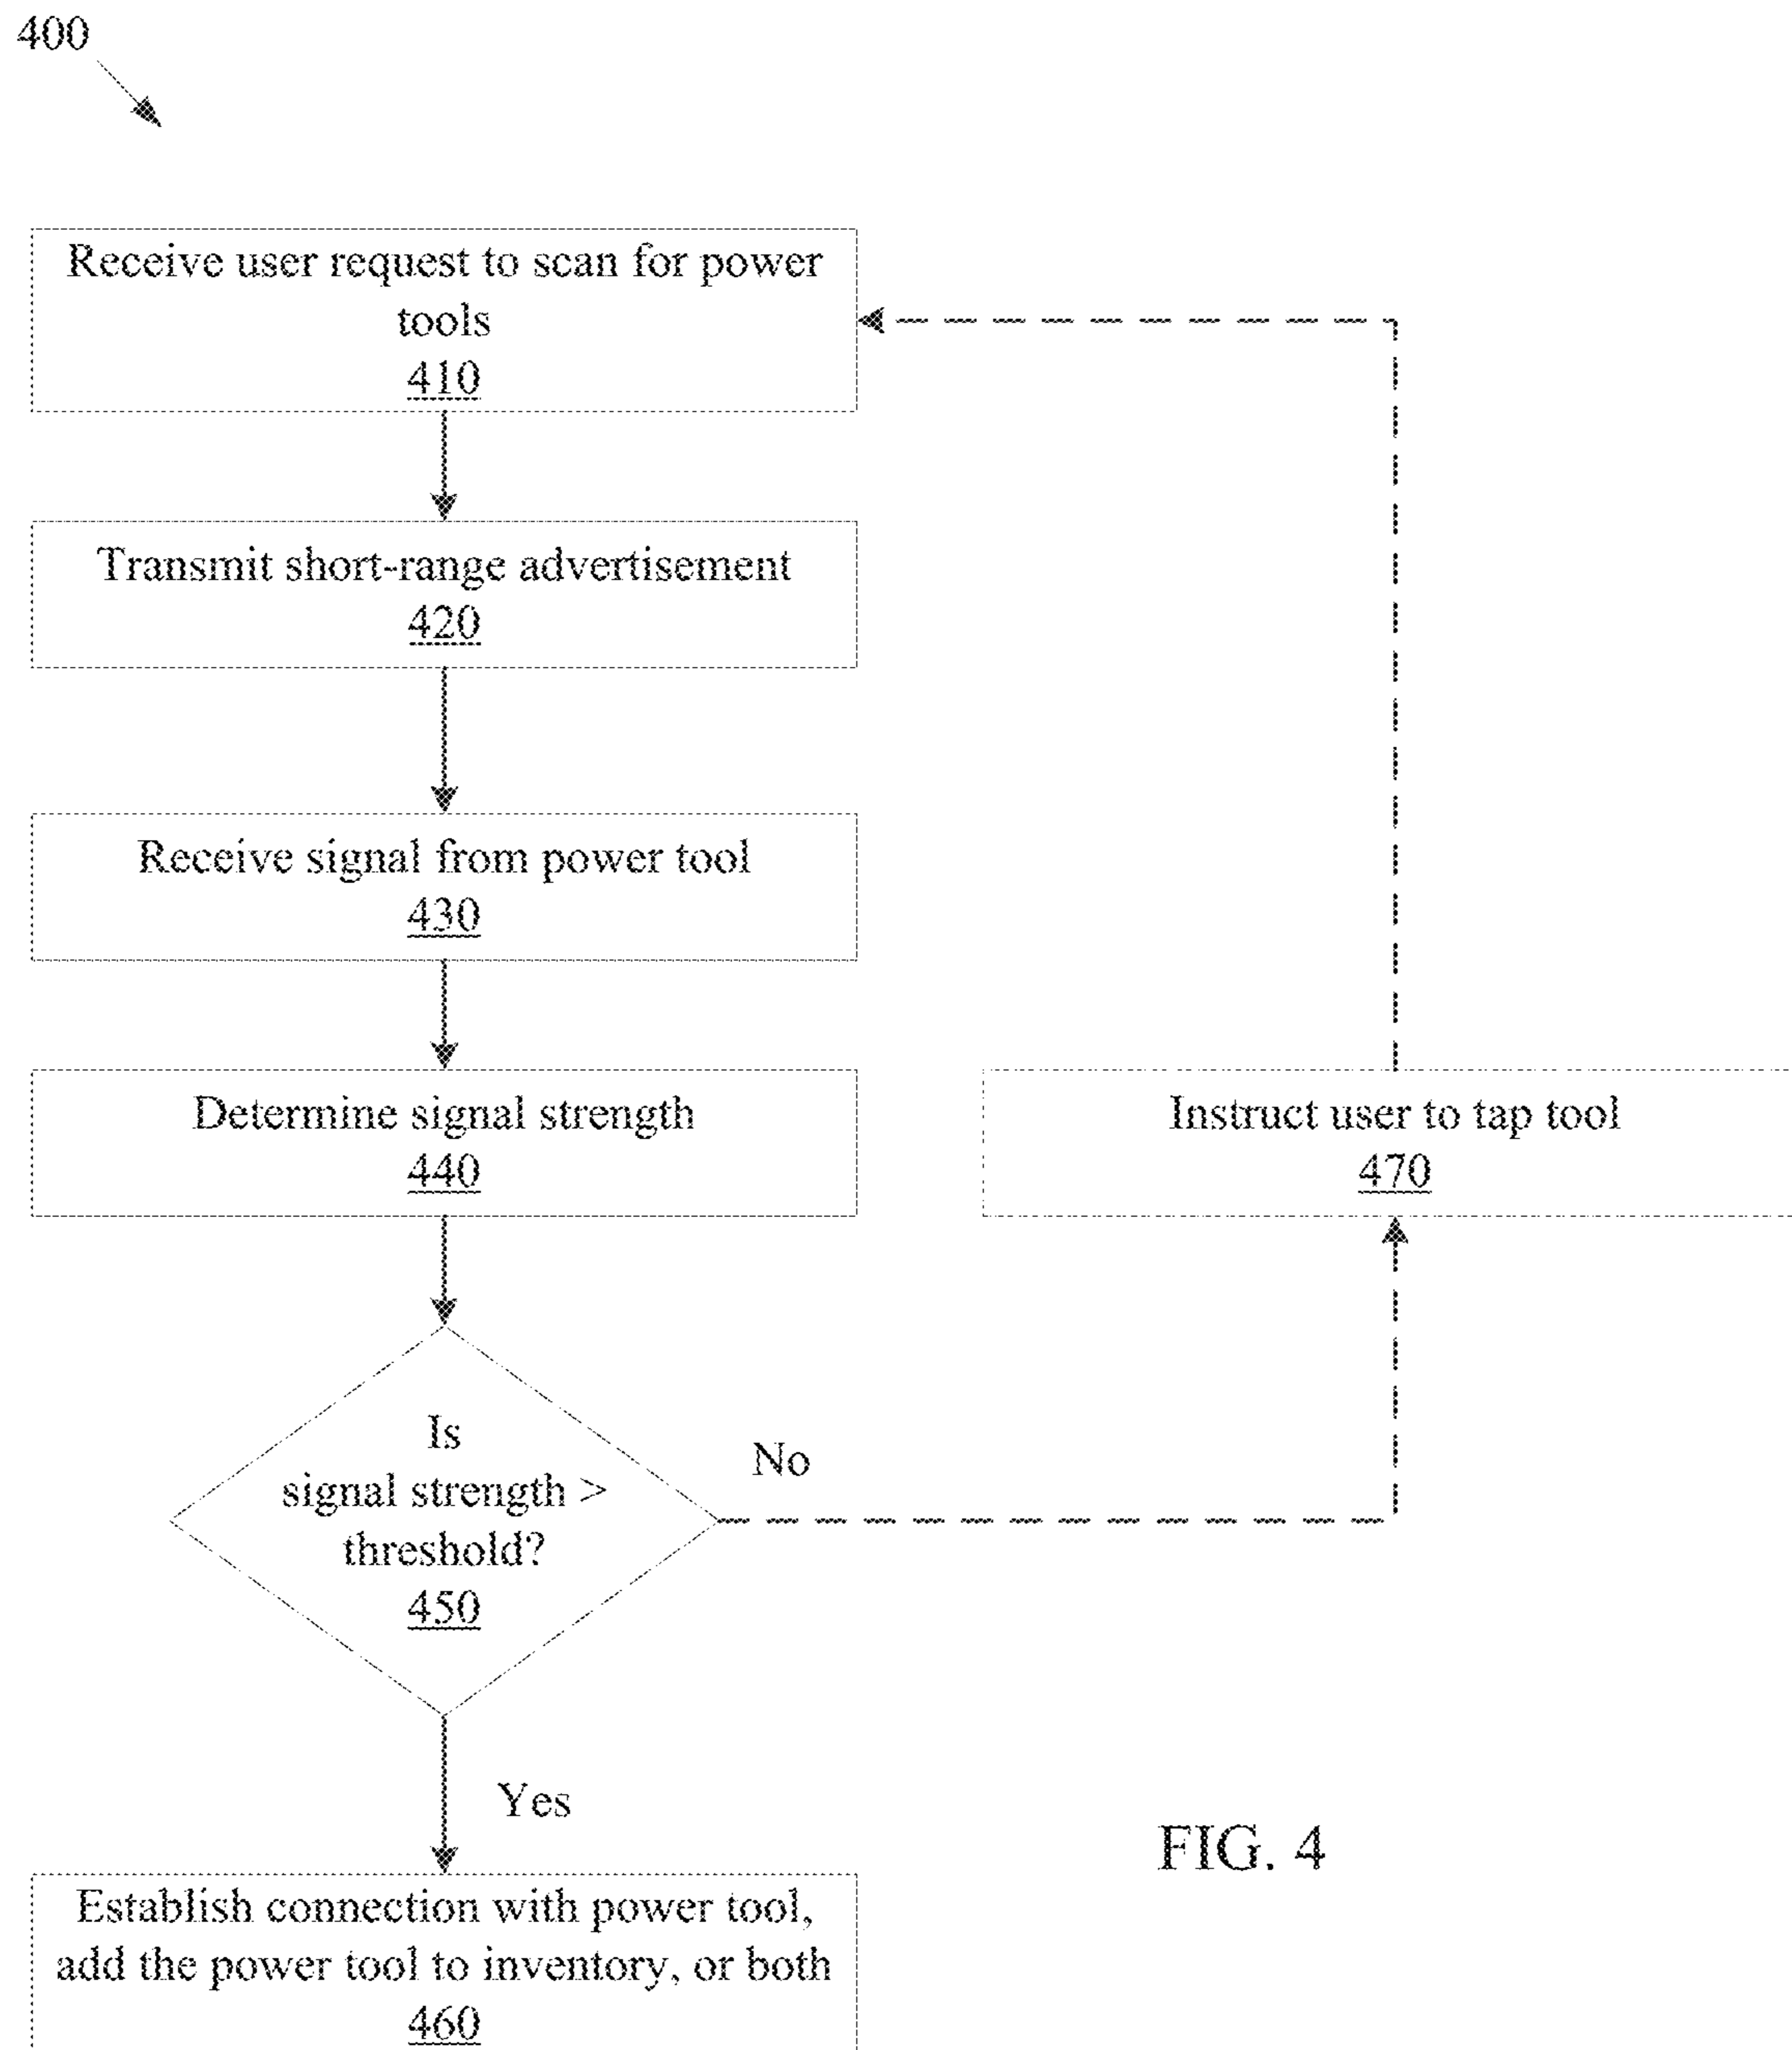 400
Receive user request to scan for power
tools
410
Transmit short-range advertisement
420
Receive signal from power tool
430
Determine signal strength
440
Instruct user to tap tool
470
Is
signal strength >
threshold?
450
No
Yes
Establish connection with power tool,
add the power tool to inventory, or both
460
FIG. 4